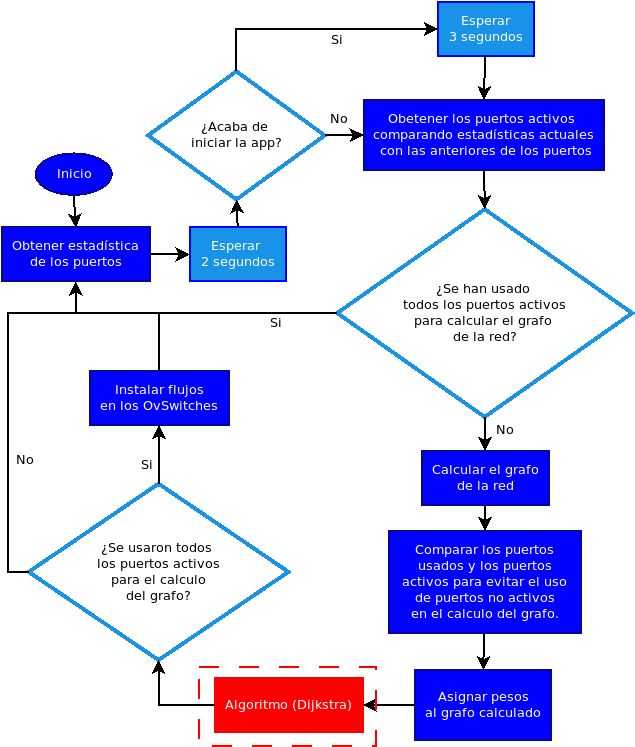 Inicio
Obtener estadística
de los puertos
Esperar
2 segundos
¿Acaba de
iniciar la app?
Si
Esperar
3 segundos
No
Obetener los puertos activos
comparando estadísticas actuales
con las anteriores de los puertos
¿Se han usado
todos los puertos activos
para calcular el grafo
de la red?
Si
No
Calcular el grafo
de la red
Comparar los puertos
usados y los puertos
activos para evitar el uso
de puertos no activos
en el calculo del grafo.
Asignar pesos
al grafo calculado
Algoritmo (Dijkstra)
¿Se usaron todos
los puertos activos
para el calculo
del grafo?
Si
No
Instalar flujos
en los OvSwitches